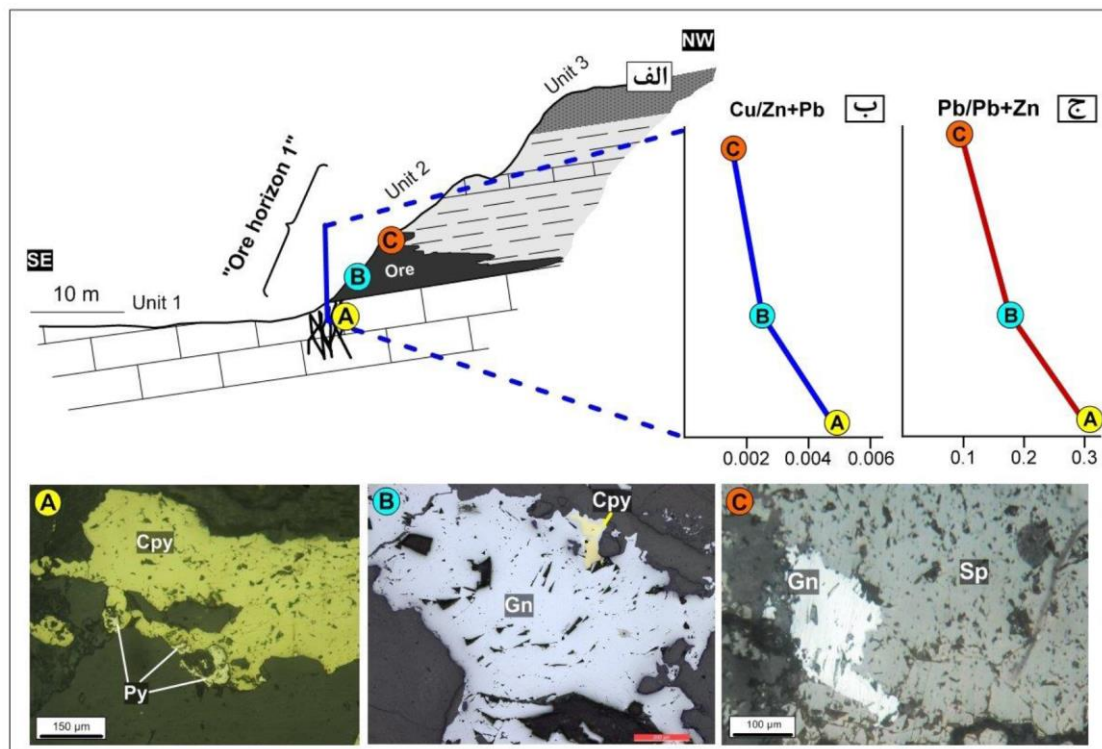 NW
Unit 3
الف
Cu/Zn+Pb
ب
Pb/Pb+Zn
ج
"Ore horizon 1"
Unit 2
C
C
C
SE
B
Ore
10 m
Unit 1
A
B
B
A
A
0.002 0.004 0.006
0.1 0.2 0.3
A
Cpy
Py
150 µm
B
Cpy
Gn
C
Gn
Sp
100 µm